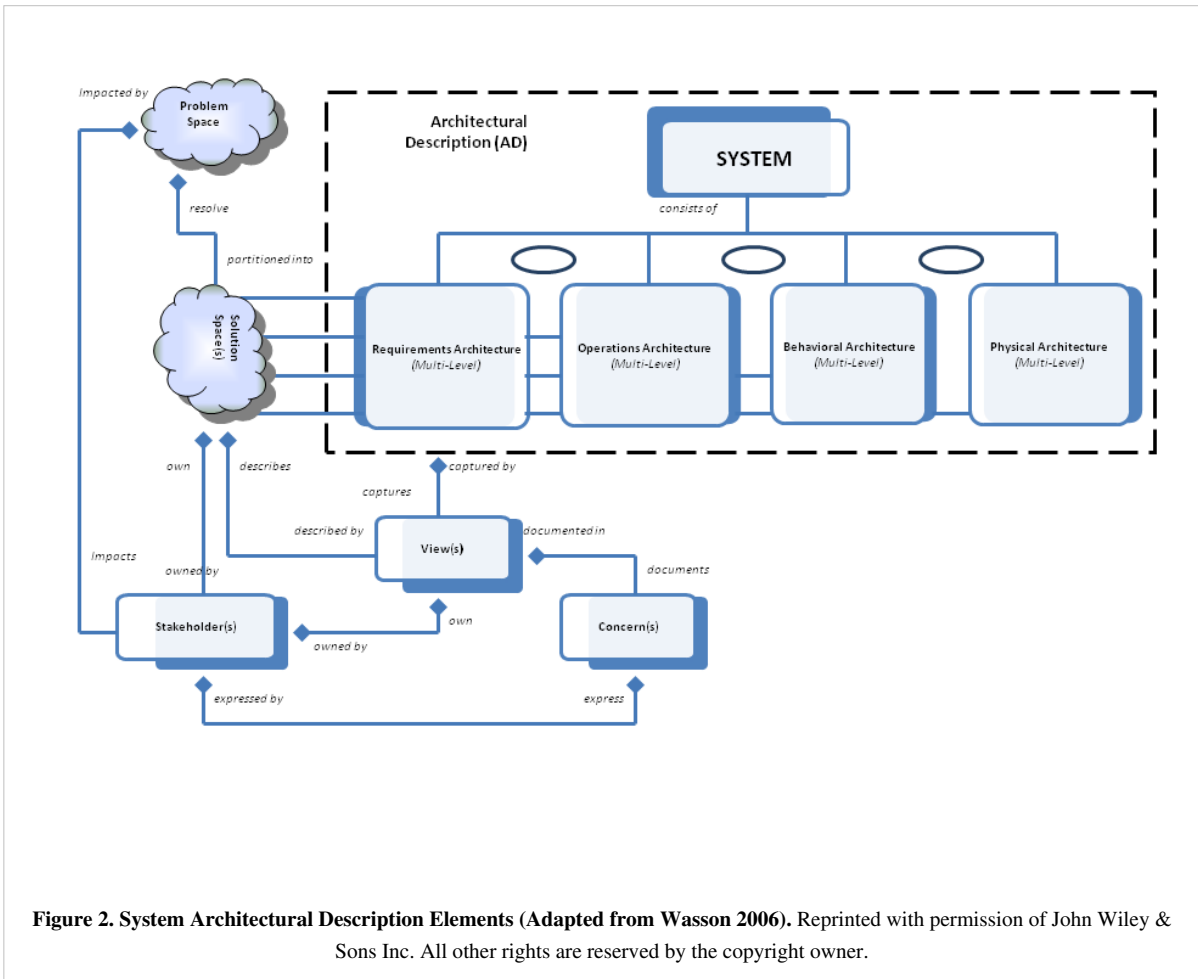 Impacted by
Problem
Space
Architectural
Description (AD)
SYSTEM
resolve
consists of
partitioned into
Solution
Space(s)
Requirements Architecture
(Multi-Level)
Operations Architecture
(Multi-Level)
Behavioral Architecture
(Multi-Level)
Physical Architecture
(Multi-Level)
own
describes
captured by
captures
described by
documented in
View(s)
Impacts
owned by
documents
Stakeholder(s)
own
Concern(s)
owned by
expressed by
express
Figure 2. System Architectural Description Elements (Adapted from Wasson 2006). Reprinted with permission of John Wiley &
Sons Inc. All other rights are reserved by the copyright owner.